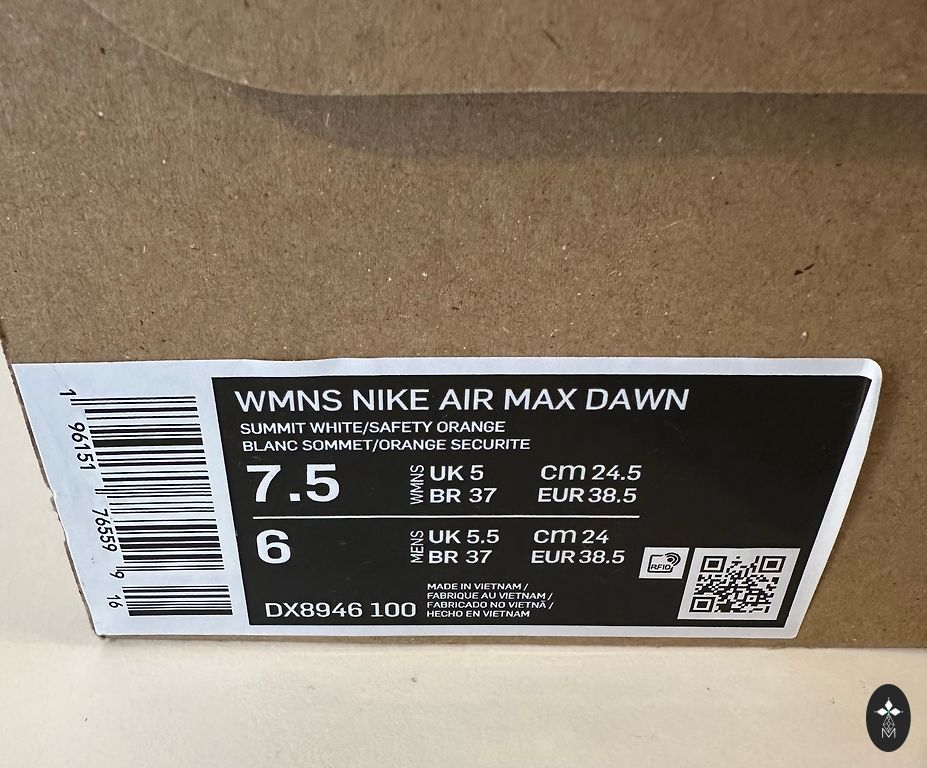 WMNS NIKE AIR MAX DAWN
SUMMIT WHITE/SAFETY ORANGE
BLANC SOMMET/ORANGE SECURITE
7.5 WMNS UK 5 cm 24.5
BR 37 EUR 38.5
6 MENS UK 5.5 cm 24
BR 37 EUR 38.5
RFID
DX8946 100
MADE IN VIETNAM /
FABRIQUE AU VIETNAM /
FABRICADO NO VIETNÃ /
HECHO EN VIETNAM
1 96151 76559 9 16
M